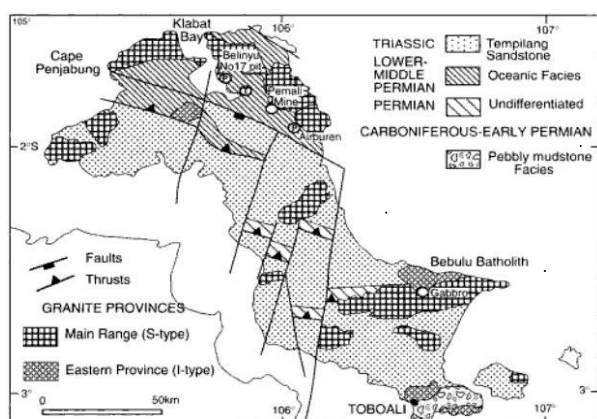 105°
Klabat
Bay
106°
107°
Cape
Penjabung
Belinyu
No17 pit
Pemali
Mine
Airburen
TRIASSIC
Tempilang
Sandstone
LOWER-
MIDDLE
PERMIAN
Oceanic Facies
PERMIAN
Undifferentiated
CARBONIFEROUS-EARLY PERMIAN
Pebbly mudstone
Facies
2°S
Bebulu Batholith
Gabbro
Faults
Thrusts
GRANITE PROVINCES
Main Range (S-type)
Eastern Province (I-type)
3°
0
50km
106°
TOBOALI
107°
3°